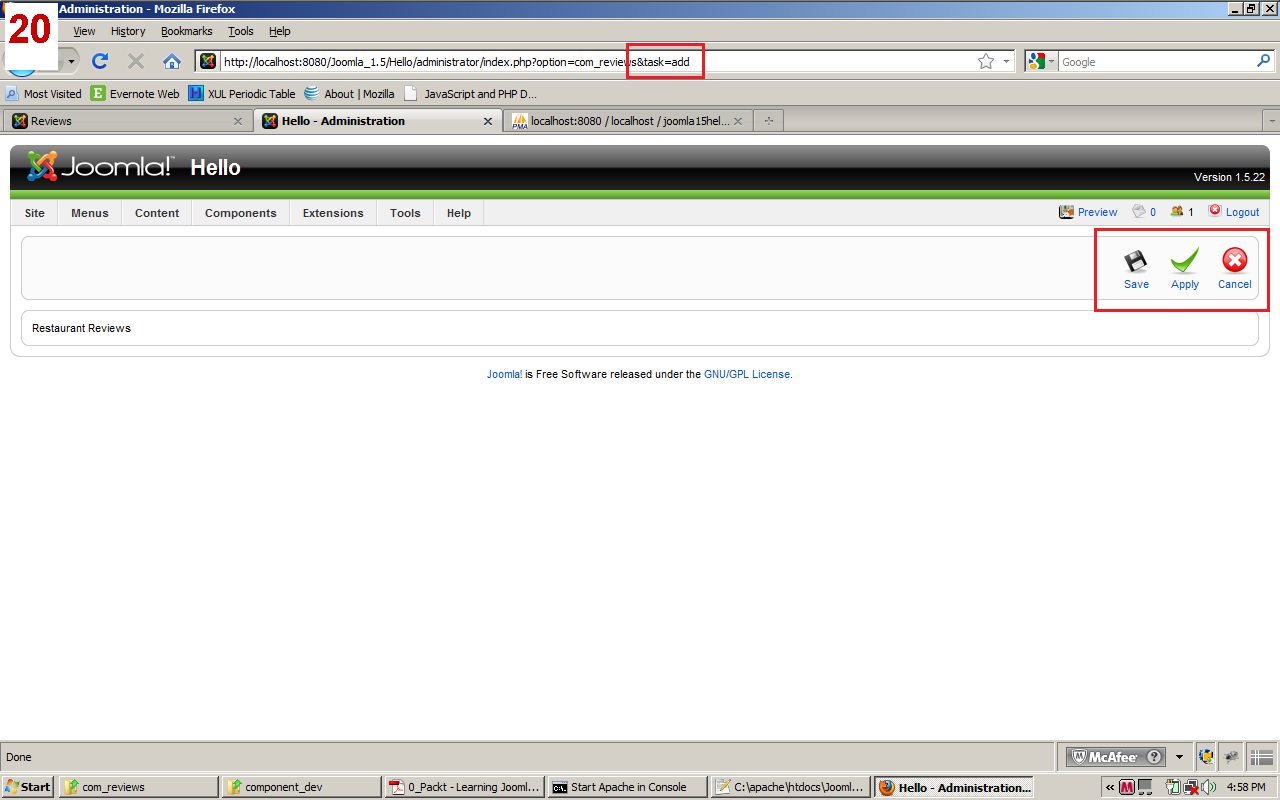 20
Administration - Mozilla Firefox
View History Bookmarks Tools Help
http://localhost:8080/Joomla_1.5/Hello/administrator/index.php?option=com_reviews&task=add
Google
Most Visited Evernote Web XUL Periodic Table About | Mozilla JavaScript and PHP D...
Reviews Hello - Administration localhost:8080 / localhost / joomla15hel...
PMA
Joomla! Hello
Version 1.5.22
Site Menus Content Components Extensions Tools Help Preview 0 1 Logout
Save Apply Cancel
Restaurant Reviews
Joomla! is Free Software released under the GNU/GPL License.
Done
McAfee
Start com_reviews component_dev 0_Packt - Learning Jooml... Start Apache in Console C:\apache\htdocs\Jooml... Hello - Administration... « 4:58 PM